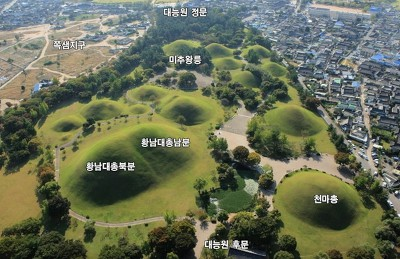 대능원 정문
쪽샘지구
미추왕릉
황남대총남분
황남대총북분
천마총
대능원 후문